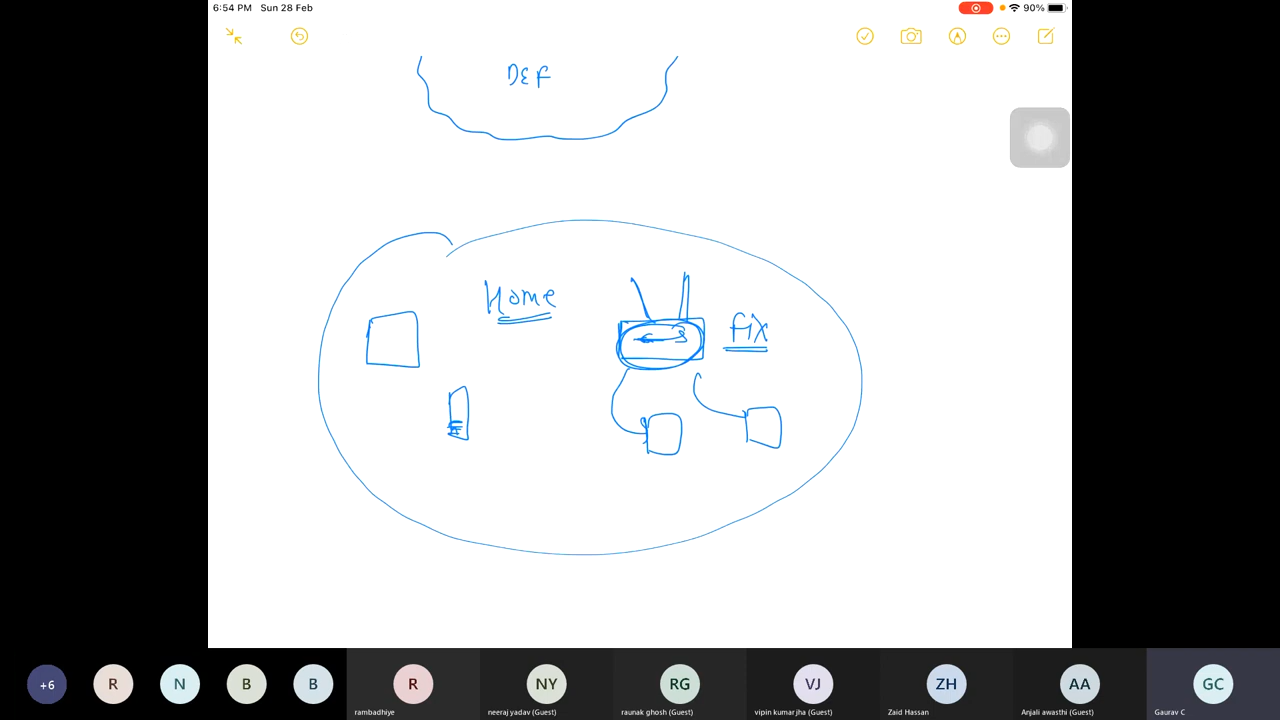 6:54 PM Sun 28 Feb
90%
DEF
Home
fix
+6
R
N
B
B
R
NY
RG
VJ
ZH
AA
GC
rambadhiye
neeraj yadav (Guest)
raunak ghosh (Guest)
vipin kumar jha (Guest)
Zaid Hassan
Anjali awasthi (Guest)
Gaurav C